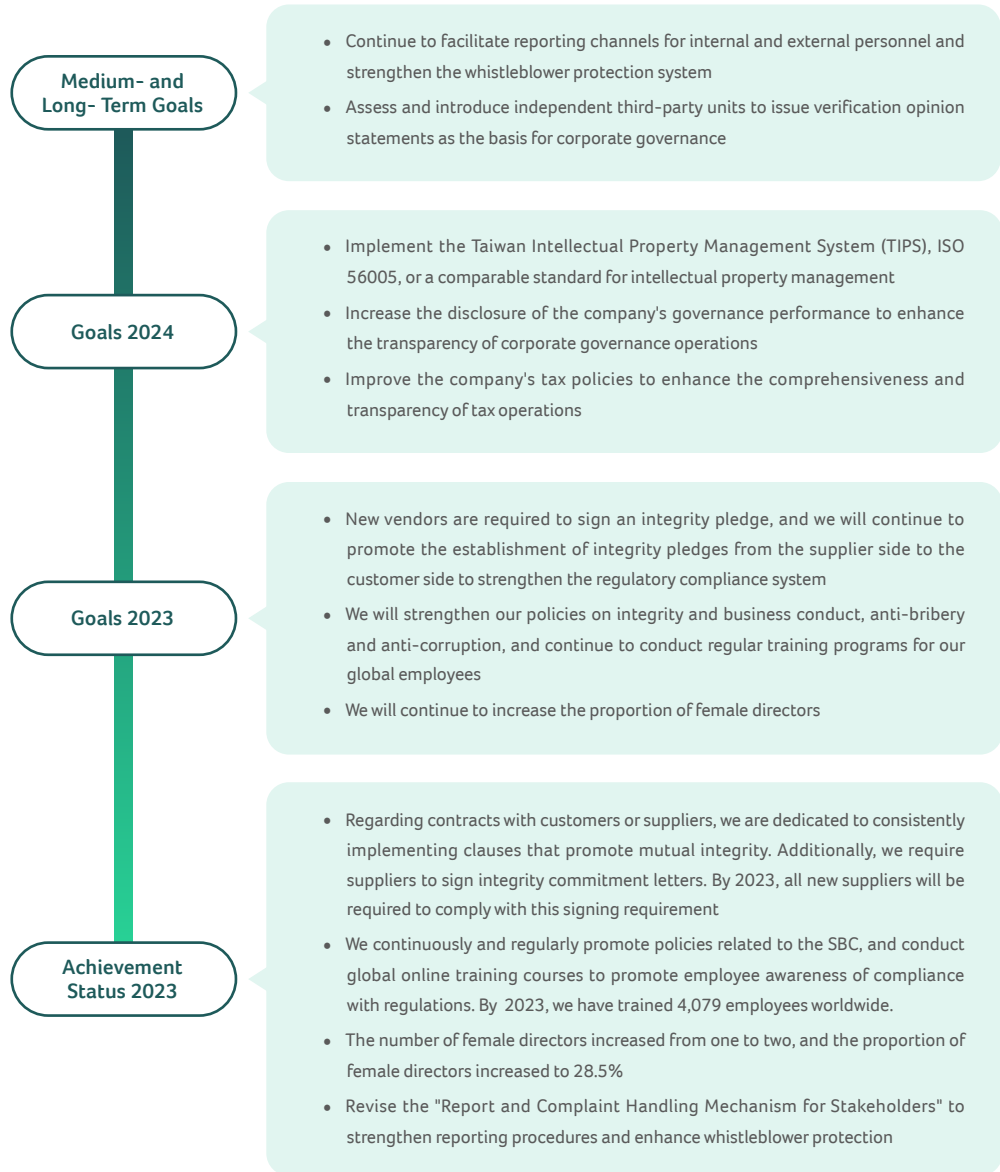 Medium- and
Long- Term Goals
• Continue to facilitate reporting channels for internal and external personnel and
strengthen the whistleblower protection system
• Assess and introduce independent third-party units to issue verification opinion
statements as the basis for corporate governance
Goals 2024
• Implement the Taiwan Intellectual Property Management System (TIPS), ISO
56005, or a comparable standard for intellectual property management
• Increase the disclosure of the company's governance performance to enhance
the transparency of corporate governance operations
• Improve the company's tax policies to enhance the comprehensiveness and
transparency of tax operations
Goals 2023
• New vendors are required to sign an integrity pledge, and we will continue to
promote the establishment of integrity pledges from the supplier side to the
customer side to strengthen the regulatory compliance system
• We will strengthen our policies on integrity and business conduct, anti-bribery
and anti-corruption, and continue to conduct regular training programs for our
global employees
• We will continue to increase the proportion of female directors
Achievement
Status 2023
• Regarding contracts with customers or suppliers, we are dedicated to consistently
implementing clauses that promote mutual integrity. Additionally, we require
suppliers to sign integrity commitment letters. By 2023, all new suppliers will be
required to comply with this signing requirement
• We continuously and regularly promote policies related to the SBC, and conduct
global online training courses to promote employee awareness of compliance
with regulations. By 2023, we have trained 4,079 employees worldwide.
• The number of female directors increased from one to two, and the proportion of
female directors increased to 28.5%
• Revise the "Report and Complaint Handling Mechanism for Stakeholders" to
strengthen reporting procedures and enhance whistleblower protection